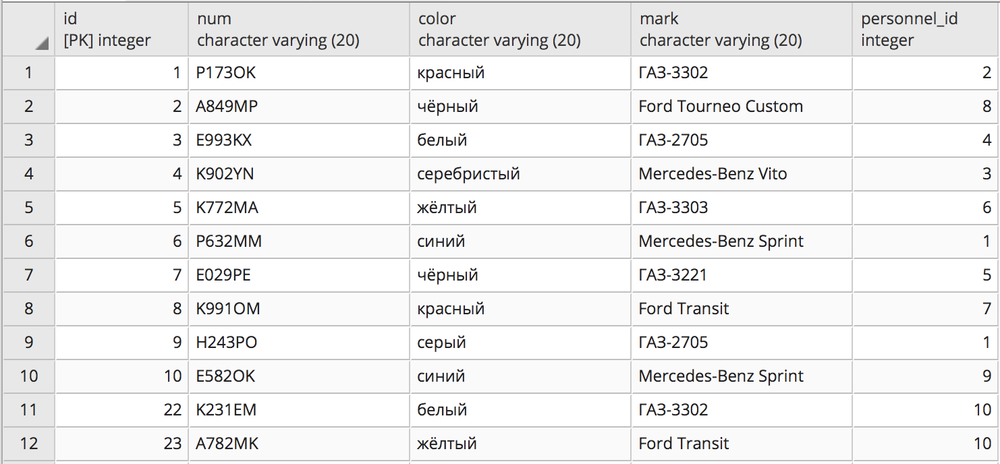 id num color mark personnel_id
[PK] integer character varying (20) character varying (20) character varying (20) integer
1 1 P173OK красный ГАЗ-3302 2
2 2 A849MP чёрный Ford Tourneo Custom 8
3 3 E993KX белый ГАЗ-2705 4
4 4 K902YN серебристый Mercedes-Benz Vito 3
5 5 K772MA жёлтый ГАЗ-3303 6
6 6 P632MM синий Mercedes-Benz Sprint 1
7 7 E029PE чёрный ГАЗ-3221 5
8 8 K991OM красный Ford Transit 7
9 9 H243PO серый ГАЗ-2705 1
10 10 E582OK синий Mercedes-Benz Sprint 9
11 22 K231EM белый ГАЗ-3302 10
12 23 A782MK жёлтый Ford Transit 10